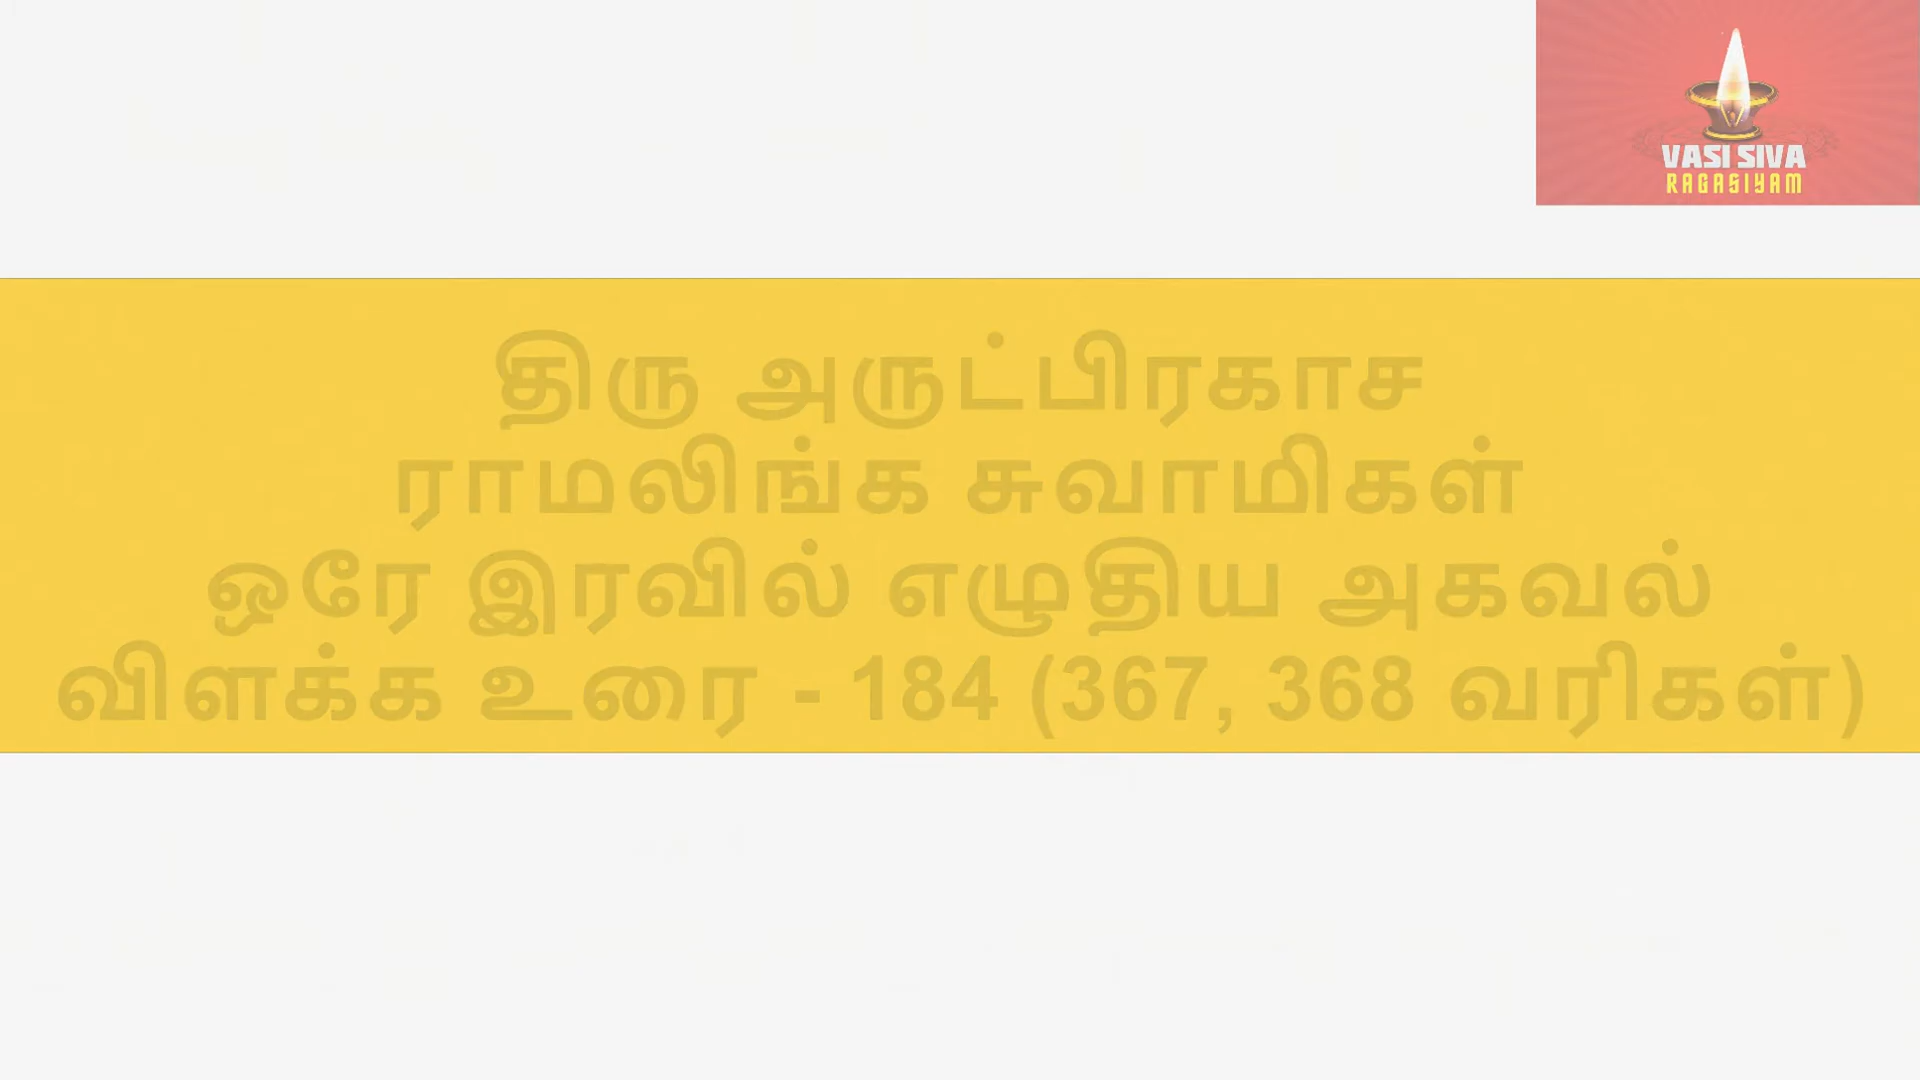 VASI SIVA
RAGASIYAM
திரு அருட்பிரகாச
ராமலிங்க சுவாமிகள்
ஒரே இரவில் எழுதிய அகவல்
விளக்க உரை - 184 (367, 368 வரிகள்)